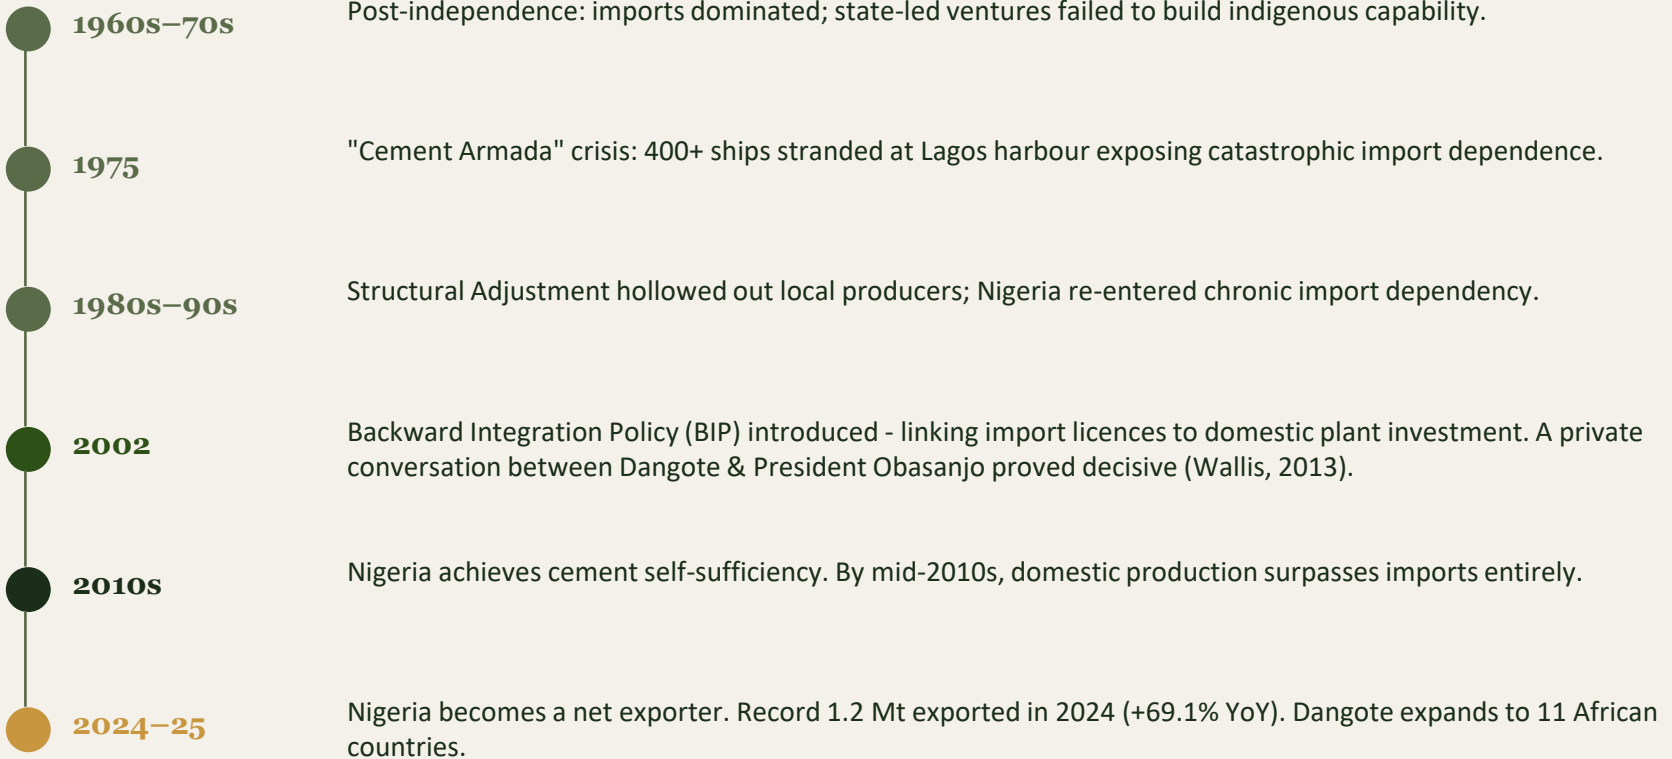 1960s–70s
Post-independence: imports dominated; state-led ventures failed to build indigenous capability.
1975
"Cement Armada" crisis: 400+ ships stranded at Lagos harbour exposing catastrophic import dependence.
1980s–90s
Structural Adjustment hollowed out local producers; Nigeria re-entered chronic import dependency.
2002
Backward Integration Policy (BIP) introduced - linking import licences to domestic plant investment. A private
conversation between Dangote & President Obasanjo proved decisive (Wallis, 2013).
2010s
Nigeria achieves cement self-sufficiency. By mid-2010s, domestic production surpasses imports entirely.
2024–25
Nigeria becomes a net exporter. Record 1.2 Mt exported in 2024 (+69.1% YoY). Dangote expands to 11 African
countries.